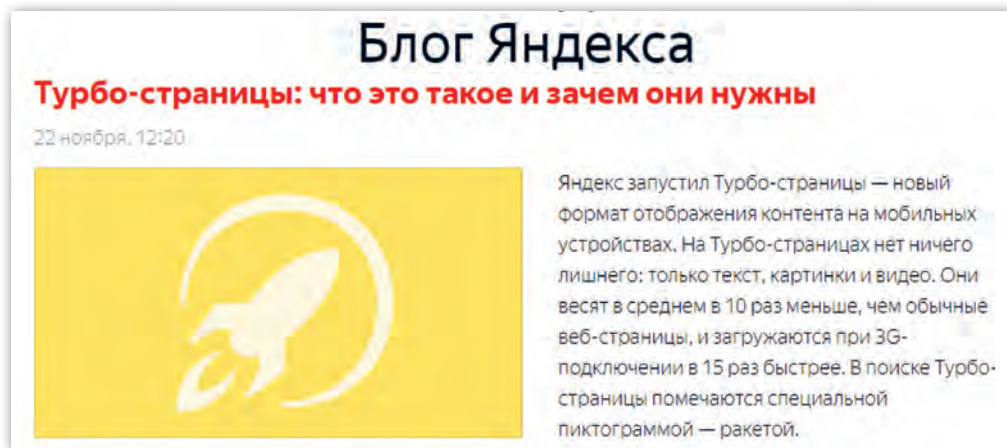 Блог Яндекса
Турбо-страницы: что это такое и зачем они нужны
22 ноября, 12:20
Яндекс запустил Турбо-страницы — новый
формат отображения контента на мобильных
устройствах. На Турбо-страницах нет ничего
лишнего: только текст, картинки и видео. Они
весят в среднем в 10 раз меньше, чем обычные
веб-страницы, и загружаются при 3G-
подключении в 15 раз быстрее. В поиске Турбо-
страницы помечаются специальной
пиктограммой — ракетой.